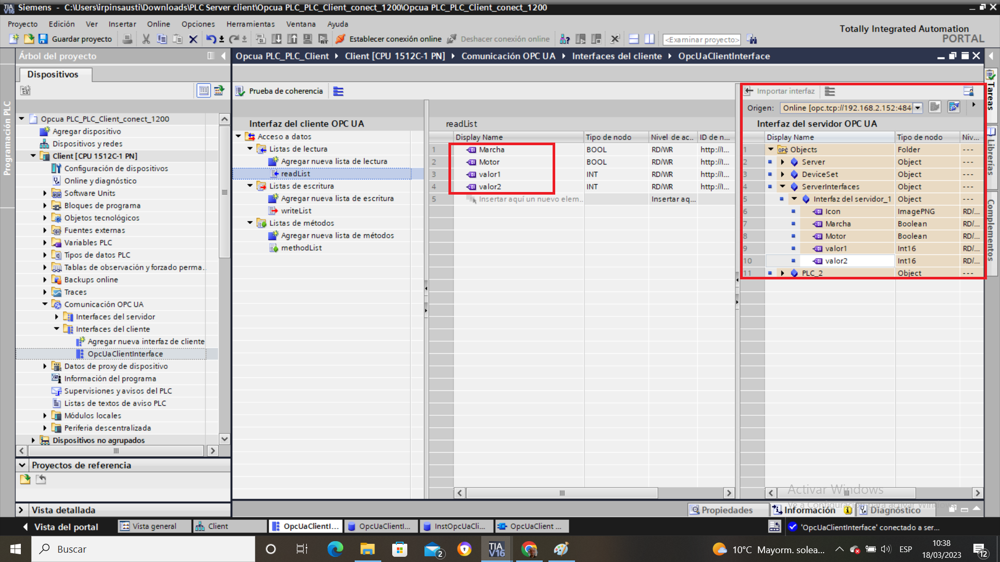 TIA V16 Siemens - C:\Users\irpinsausti\Downloads\PLC Server client\Opcua PLC_PLC_Client_conect_1200\Opcua PLC_PLC_Client_conect_1200
Proyecto Edición Ver Insertar Online Opciones Herramientas Ventana Ayuda
Totally Integrated Automation
PORTAL
Guardar proyecto Establecer conexión online Deshacer conexión online <Examinar proyecto>
Árbol del proyecto
Opcua PLC_PLC_Client Client [CPU 1512C-1 PN] Comunicación OPC UA Interfaces del cliente OpcUaClientInterface
Dispositivos
Programación PLC
Opcua PLC_PLC_Client_conect_1200
Agregar dispositivo
Dispositivos y redes
Client [CPU 1512C-1 PN]
Configuración de dispositivos
Online y diagnóstico
Software Units
Bloques de programa
Objetos tecnológicos
Fuentes externas
Variables PLC
Tipos de datos PLC
Tablas de observación y forzado perma..
Backups online
Traces
Comunicación OPC UA
Interfaces del servidor
Interfaces del cliente
Agregar nueva interfaz de cliente
OpcUaClientInterface
Datos de proxy de dispositivo
Información del programa
Supervisiones y avisos del PLC
Listas de textos de aviso PLC
Módulos locales
Periferia descentralizada
Dispositivos no agrupados
Proyectos de referencia
Vista detallada
Prueba de coherencia
Interfaz del cliente OPC UA
Acceso a datos
Listas de lectura
Agregar nueva lista de lectura
readList
Listas de escritura
Agregar nueva lista de escritura
writeList
Listas de métodos
Agregar nueva lista de métodos
methodList
readList
Display Name Tipo de nodo Nivel de ac... ID de n...
1 Marcha BOOL RD/WR http://I...
2 Motor BOOL RD/WR http://I...
3 valor1 INT RD/WR http://I...
4 valor2 INT RD/WR http://I...
5 Insertar aquí un nuevo elem.. Insertar aq...
Importar interfaz
Origen: Online [opc.tcp://192.168.2.152:484
Interfaz del servidor OPC UA
Display Name Tipo de nodo Niv...
1 OPC Objects Folder ---
2 Server Object ---
3 DeviceSet Object ---
4 ServerInterfaces Object ---
5 Interfaz del servidor_1 Object ---
6 Icon ImagePNG RD/...
7 Marcha Boolean RD/...
8 Motor Boolean RD/...
9 valor1 Int16 RD/...
10 valor2 Int16 RD/...
11 PLC_2 Object ---
Tareas
Librerías
Complementos
Activar Windows
Ve a Configuración para activar Windows.
Propiedades Información Diagnóstico
Vista del portal Vista general Client OpcUaClientI... OpcUaClientI... InstOpcUaCli... OpcUaClient ... 'OpcUaClientInterface' conectado a ser...
Buscar 2 TIA V16 10°C Mayorm. solea... ESP 10:38
18/03/2023 12